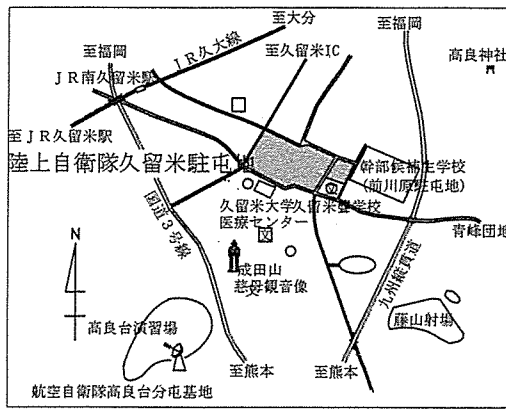 至大分
至福岡
JR久大線
至久留米IC
至福岡
高良神社
JR南久留米駅
至JR久留米駅
陸上自衛隊久留米駐屯地
幹部候補生学校
(前川原駐屯地)
久留米大学
医療センター
久留米聾学校
国道3号線
青峰団地
N
成田山
慈母観音像
九州縦貫道
藤山射場
高良台演習場
至熊本
至熊本
航空自衛隊高良台分屯基地